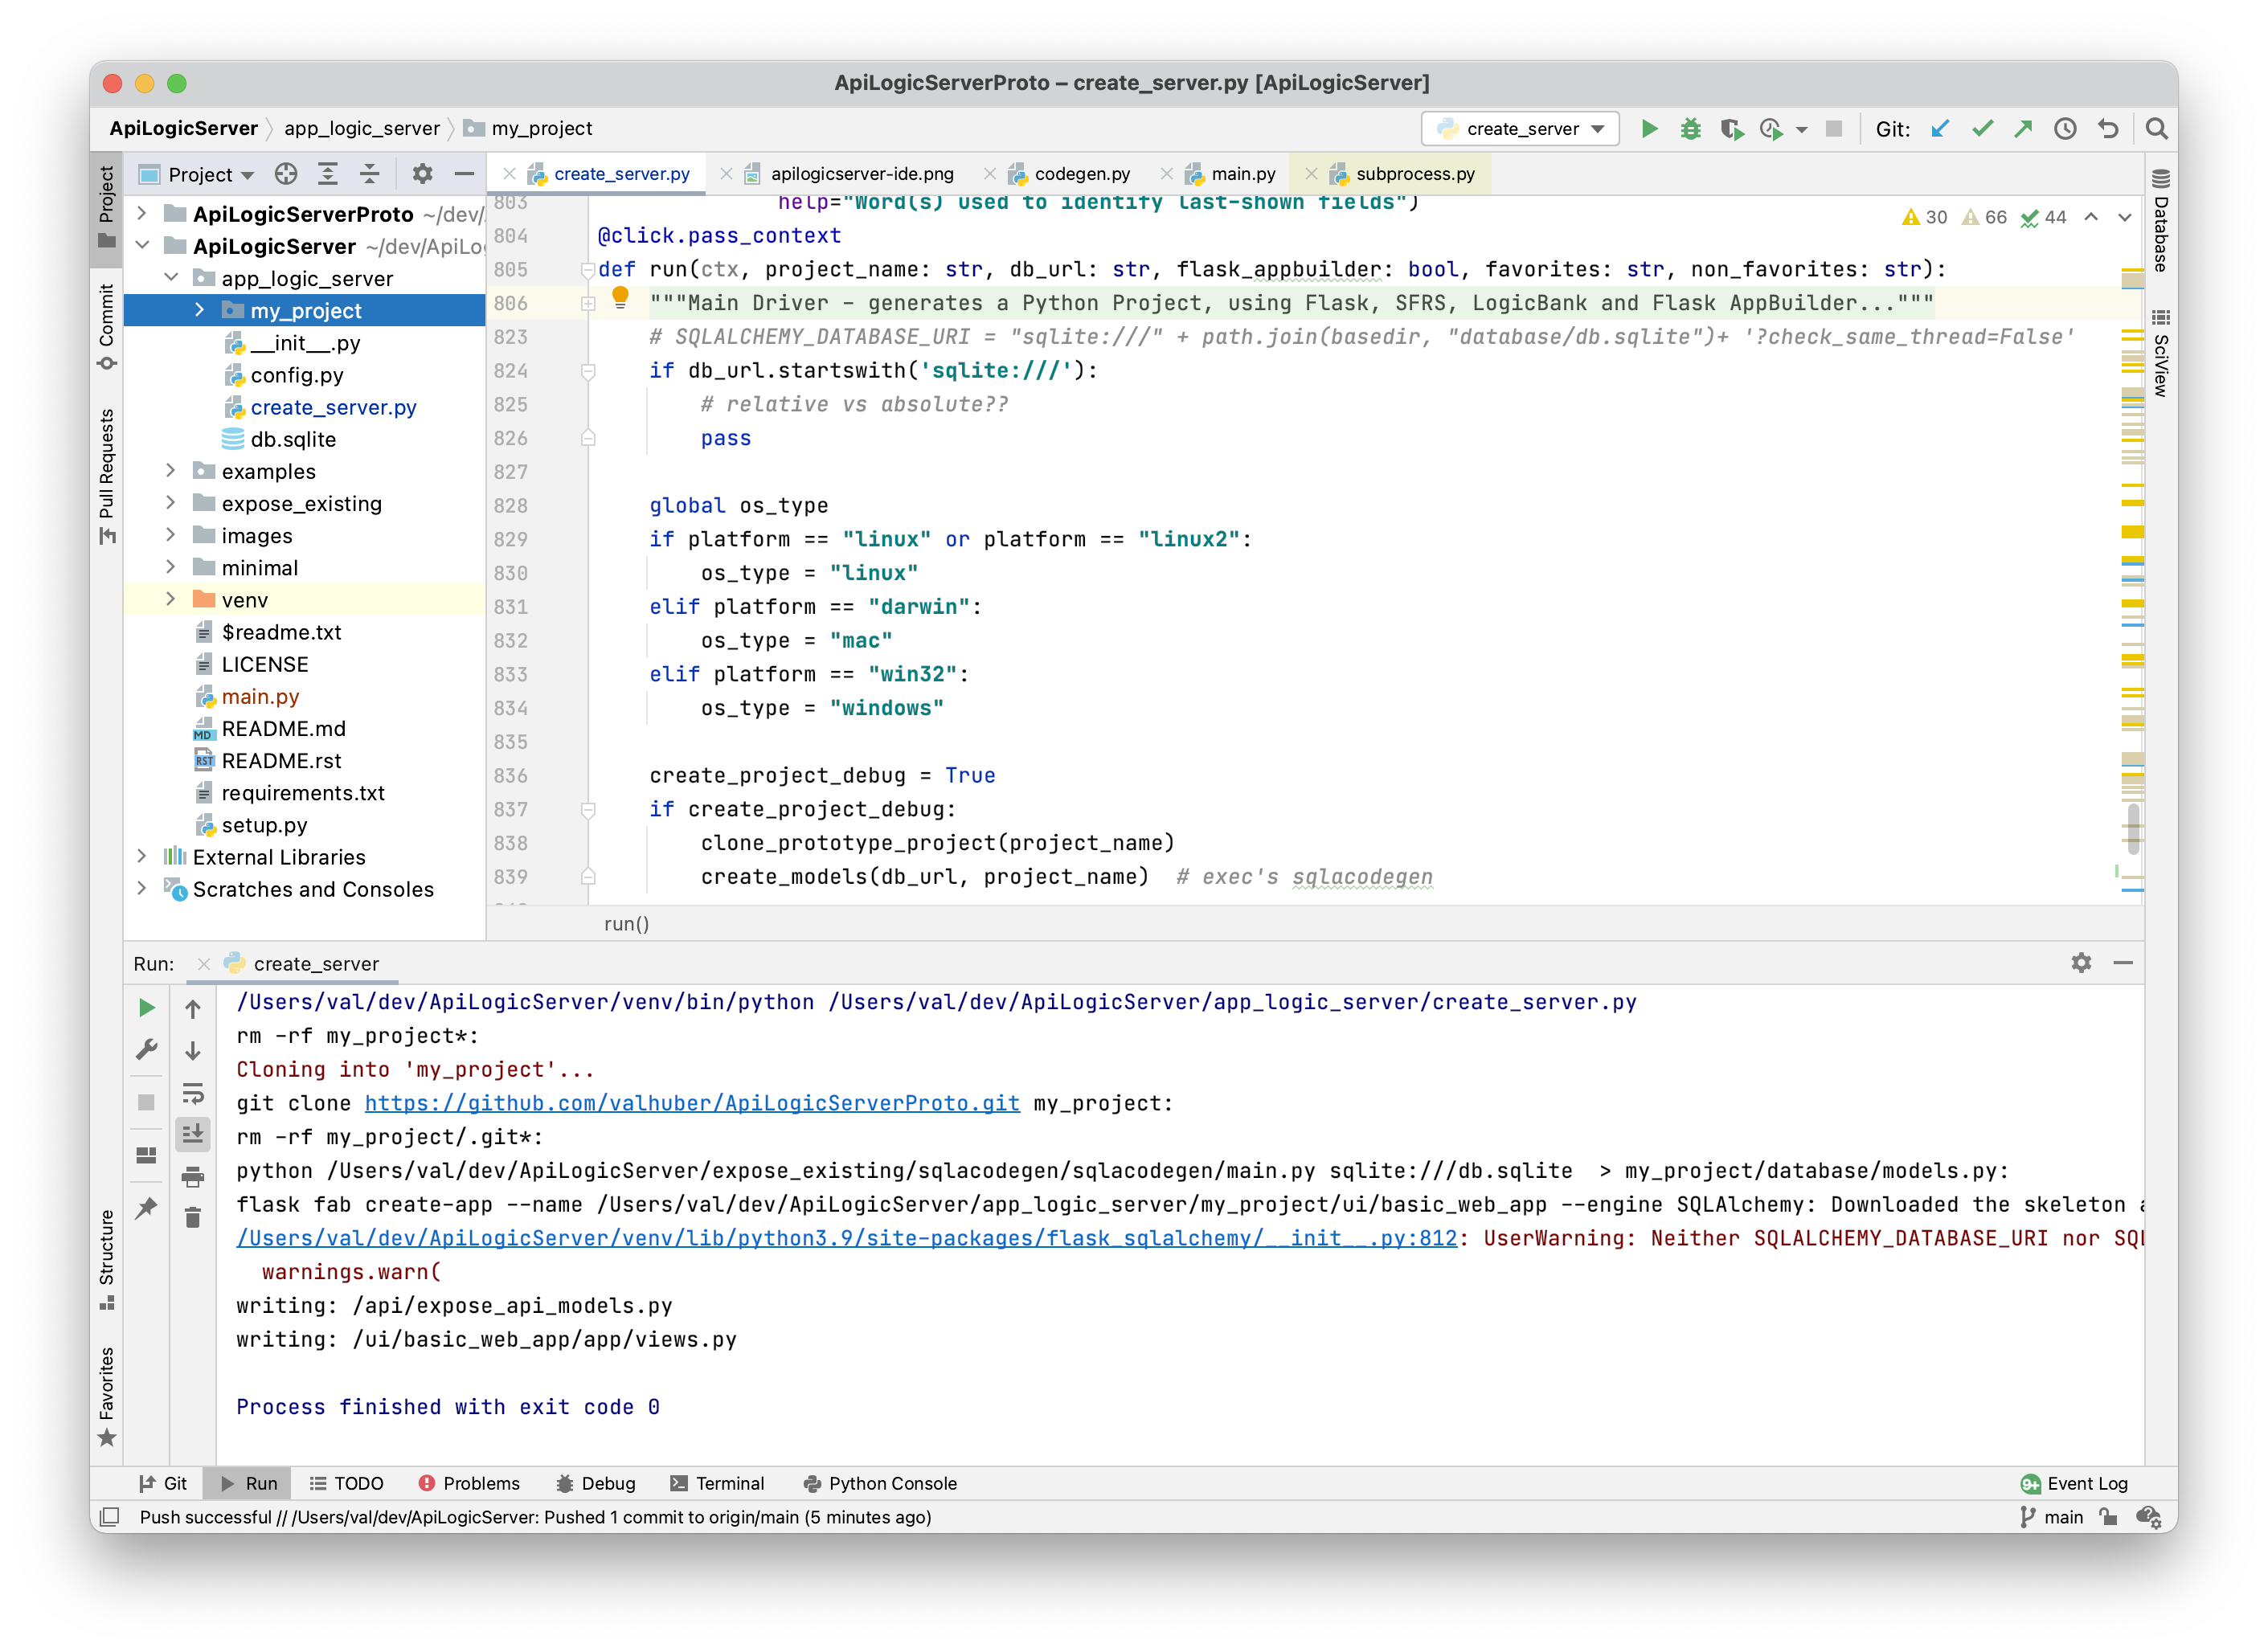 ApiLogicServerProto – create_server.py [ApiLogicServer]
ApiLogicServer app_logic_server my_project
create_server
Git:
Project
create_server.py apilogicserver-ide.png codegen.py main.py subprocess.py
Project
Commit
Pull Requests
Structure
Favorites
Database
SciView
ApiLogicServerProto ~/dev/
ApiLogicServer ~/dev/ApiLo
app_logic_server
my_project
__init__.py
config.py
create_server.py
db.sqlite
examples
expose_existing
images
minimal
venv
$readme.txt
LICENSE
main.py
README.md
README.rst
requirements.txt
setup.py
External Libraries
Scratches and Consoles
30 66 44
803 help="Word(s) used to identify last-shown fields")
804 @click.pass_context
805 def run(ctx, project_name: str, db_url: str, flask_appbuilder: bool, favorites: str, non_favorites: str):
806 """Main Driver - generates a Python Project, using Flask, SFRS, LogicBank and Flask AppBuilder..."""
823 # SQLALCHEMY_DATABASE_URI = "sqlite:///" + path.join(basedir, "database/db.sqlite")+ '?check_same_thread=False'
824 if db_url.startswith('sqlite:///'):
825 # relative vs absolute??
826 pass
827
828 global os_type
829 if platform == "linux" or platform == "linux2":
830 os_type = "linux"
831 elif platform == "darwin":
832 os_type = "mac"
833 elif platform == "win32":
834 os_type = "windows"
835
836 create_project_debug = True
837 if create_project_debug:
838 clone_prototype_project(project_name)
839 create_models(db_url, project_name)  # exec's sqlacodegen
run()
Run: create_server
/Users/val/dev/ApiLogicServer/venv/bin/python /Users/val/dev/ApiLogicServer/app_logic_server/create_server.py
rm -rf my_project*:
Cloning into 'my_project'...
git clone https://github.com/valhuber/ApiLogicServerProto.git my_project:
rm -rf my_project/.git*:
python /Users/val/dev/ApiLogicServer/expose_existing/sqlacodegen/sqlacodegen/main.py sqlite:///db.sqlite  > my_project/database/models.py:
flask fab create-app --name /Users/val/dev/ApiLogicServer/app_logic_server/my_project/ui/basic_web_app --engine SQLAlchemy: Downloaded the skeleton a
/Users/val/dev/ApiLogicServer/venv/lib/python3.9/site-packages/flask_sqlalchemy/__init__.py:812: UserWarning: Neither SQLALCHEMY_DATABASE_URI nor SQL
warnings.warn(
writing: /api/expose_api_models.py
writing: /ui/basic_web_app/app/views.py
Process finished with exit code 0
Git Run TODO Problems Debug Terminal Python Console 9+ Event Log
Push successful // /Users/val/dev/ApiLogicServer: Pushed 1 commit to origin/main (5 minutes ago) main